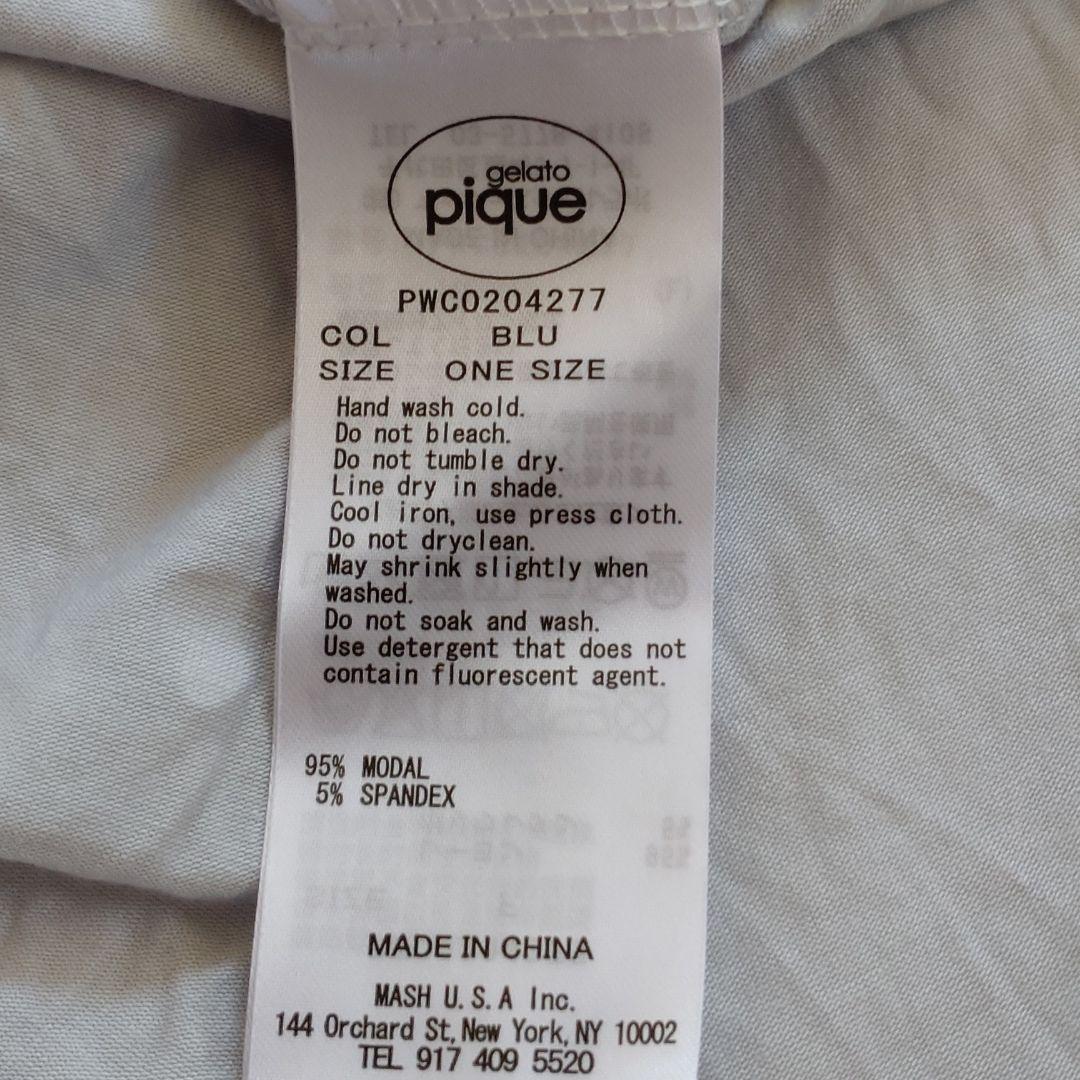 gelato
pique
PWC0204277
COL BLU
SIZE ONE SIZE
Hand wash cold.
Do not bleach.
Do not tumble dry.
Line dry in shade.
Cool iron, use press cloth.
Do not dryclean.
May shrink slightly when
washed.
Do not soak and wash.
Use detergent that does not
contain fluorescent agent.
95% MODAL
5% SPANDEX
MADE IN CHINA
MASH U.S.A Inc.
144 Orchard St, New York, NY 10002
TEL 917 409 5520